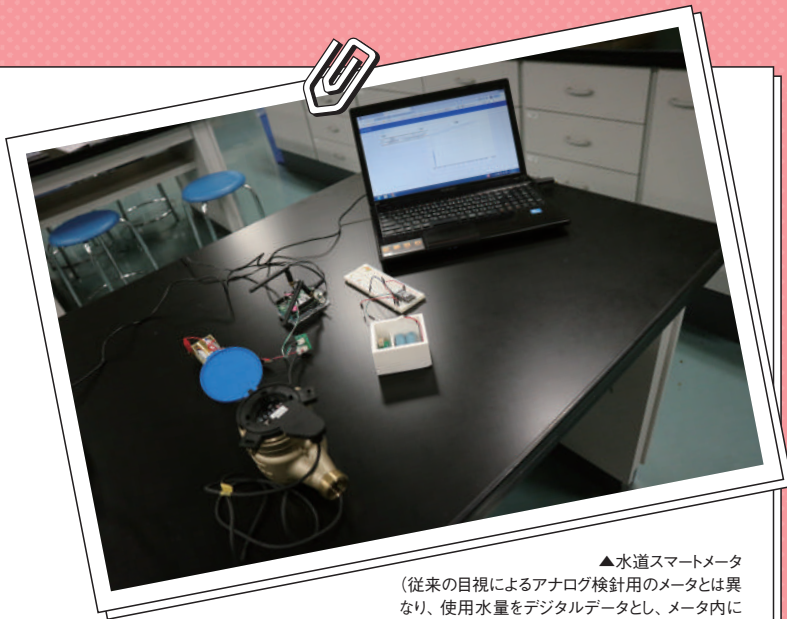 ▲水道スマートメータ
（従来の目視によるアナログ検針用のメータとは異
なり、使用水量をデジタルデータとし、メータ内に